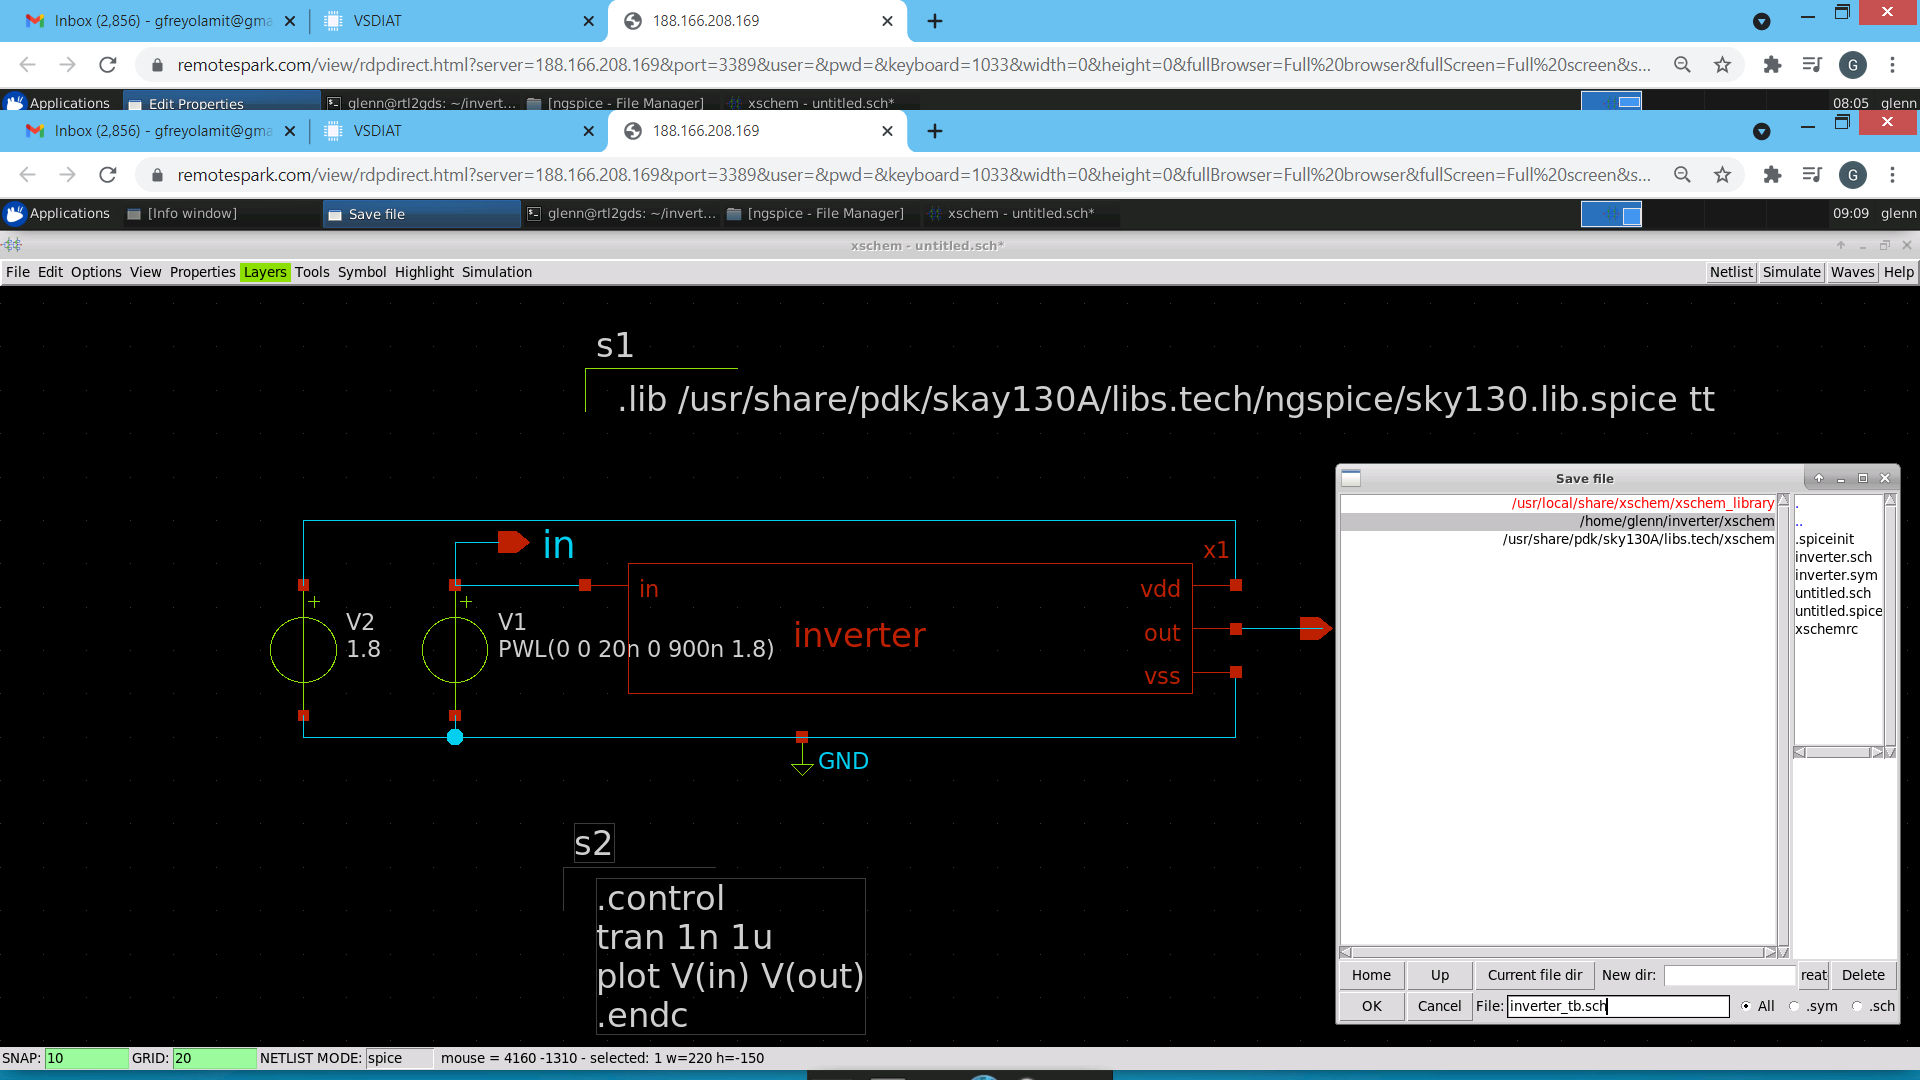 Inbox (2,856) - gfreyolamit@gma
VSDIAT
188.166.208.169
remotespark.com/view/rdpdirect.html?server=188.166.208.169&port=3389&user=&pwd=&keyboard=1033&width=0&height=0&fullBrowser=Full%20browser&fullScreen=Full%20screen&s...
G
Applications
Edit Properties
glenn@rtl2gds: ~/invert...
[ngspice - File Manager]
xschem - untitled.sch*
08:05 glenn
Inbox (2,856) - gfreyolamit@gma
VSDIAT
188.166.208.169
remotespark.com/view/rdpdirect.html?server=188.166.208.169&port=3389&user=&pwd=&keyboard=1033&width=0&height=0&fullBrowser=Full%20browser&fullScreen=Full%20screen&s...
G
Applications
[Info window]
Save file
glenn@rtl2gds: ~/invert...
[ngspice - File Manager]
xschem - untitled.sch*
09:09 glenn
xschem - untitled.sch*
File Edit Options View Properties Layers Tools Symbol Highlight Simulation
Netlist Simulate Waves Help
s1
.lib /usr/share/pdk/skay130A/libs.tech/ngspice/sky130.lib.spice tt
in
x1
in
vdd
V2
1.8
V1
PWL(0 0 20n 0 900n 1.8)
inverter
out
vss
GND
s2
.control
tran 1n 1u
plot V(in) V(out)
.endc
Save file
/usr/local/share/xschem/xschem_library
/home/glenn/inverter/xschem
/usr/share/pdk/sky130A/libs.tech/xschem
.
..
.spiceinit
inverter.sch
inverter.sym
untitled.sch
untitled.spice
xschemrc
Home Up Current file dir New dir: reat Delete
OK Cancel File: inverter_tb.sch All .sym .sch
SNAP: 10 GRID: 20 NETLIST MODE: spice mouse = 4160 -1310 - selected: 1 w=220 h=-150